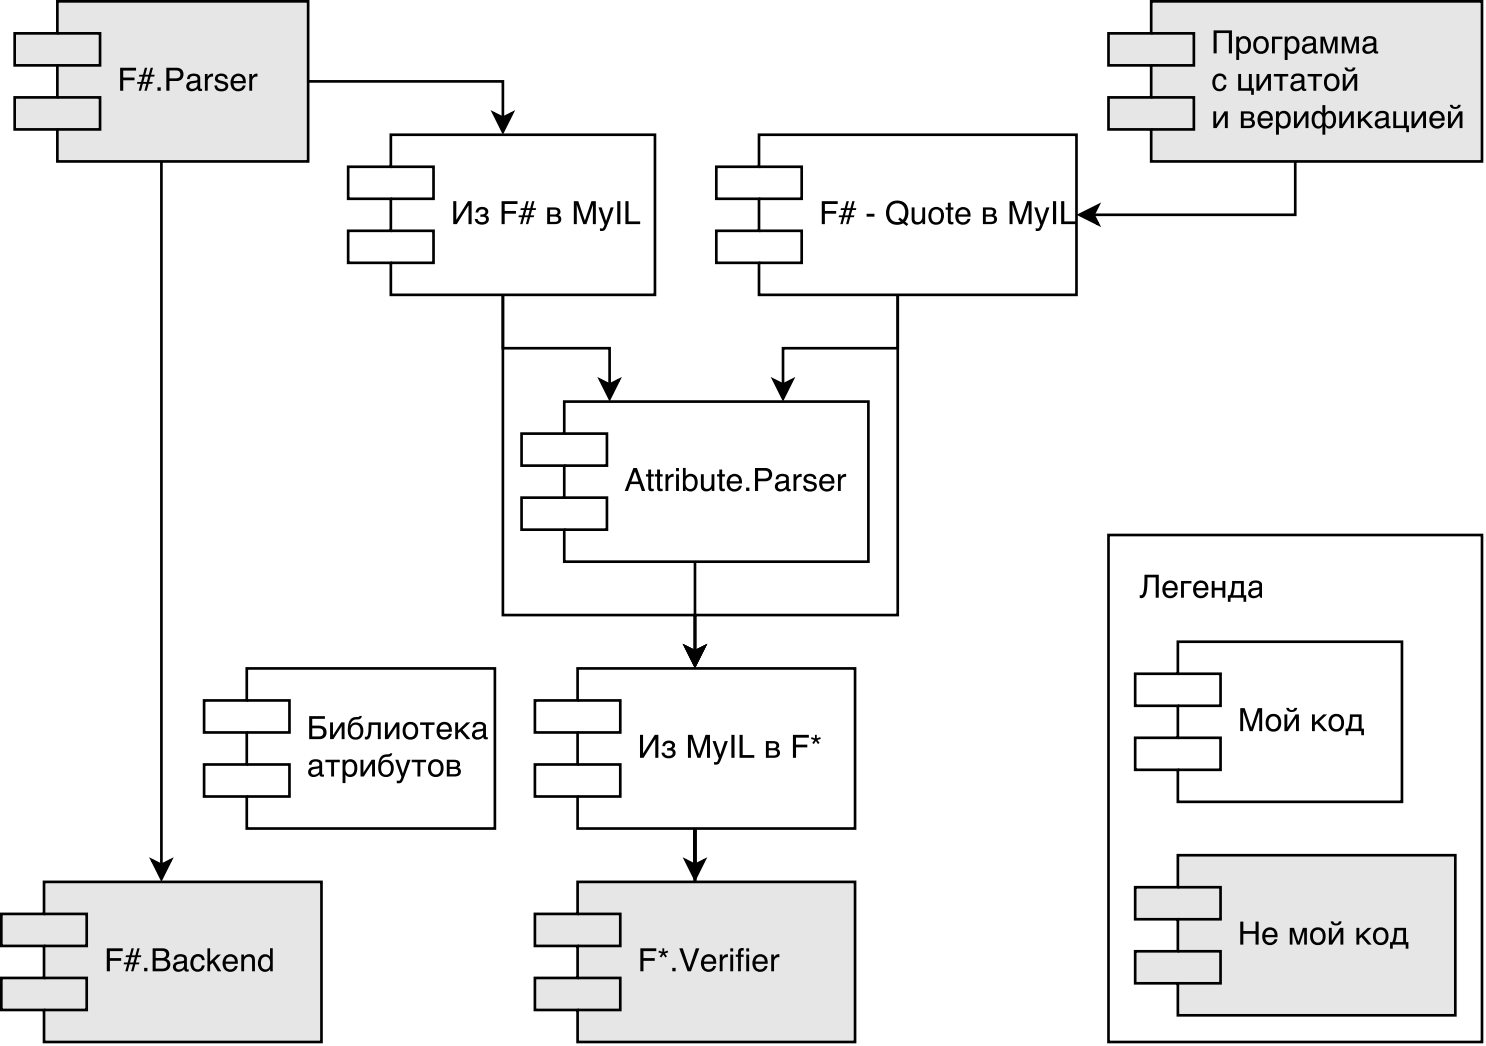 F#.Parser
Программа
с цитатой
и верификацией
Из F# в MyIL
F# - Quote в MyIL
Attribute.Parser
Легенда
Библиотека
атрибутов
Из MyIL в F*
Мой код
F#.Backend
F*.Verifier
Не мой код